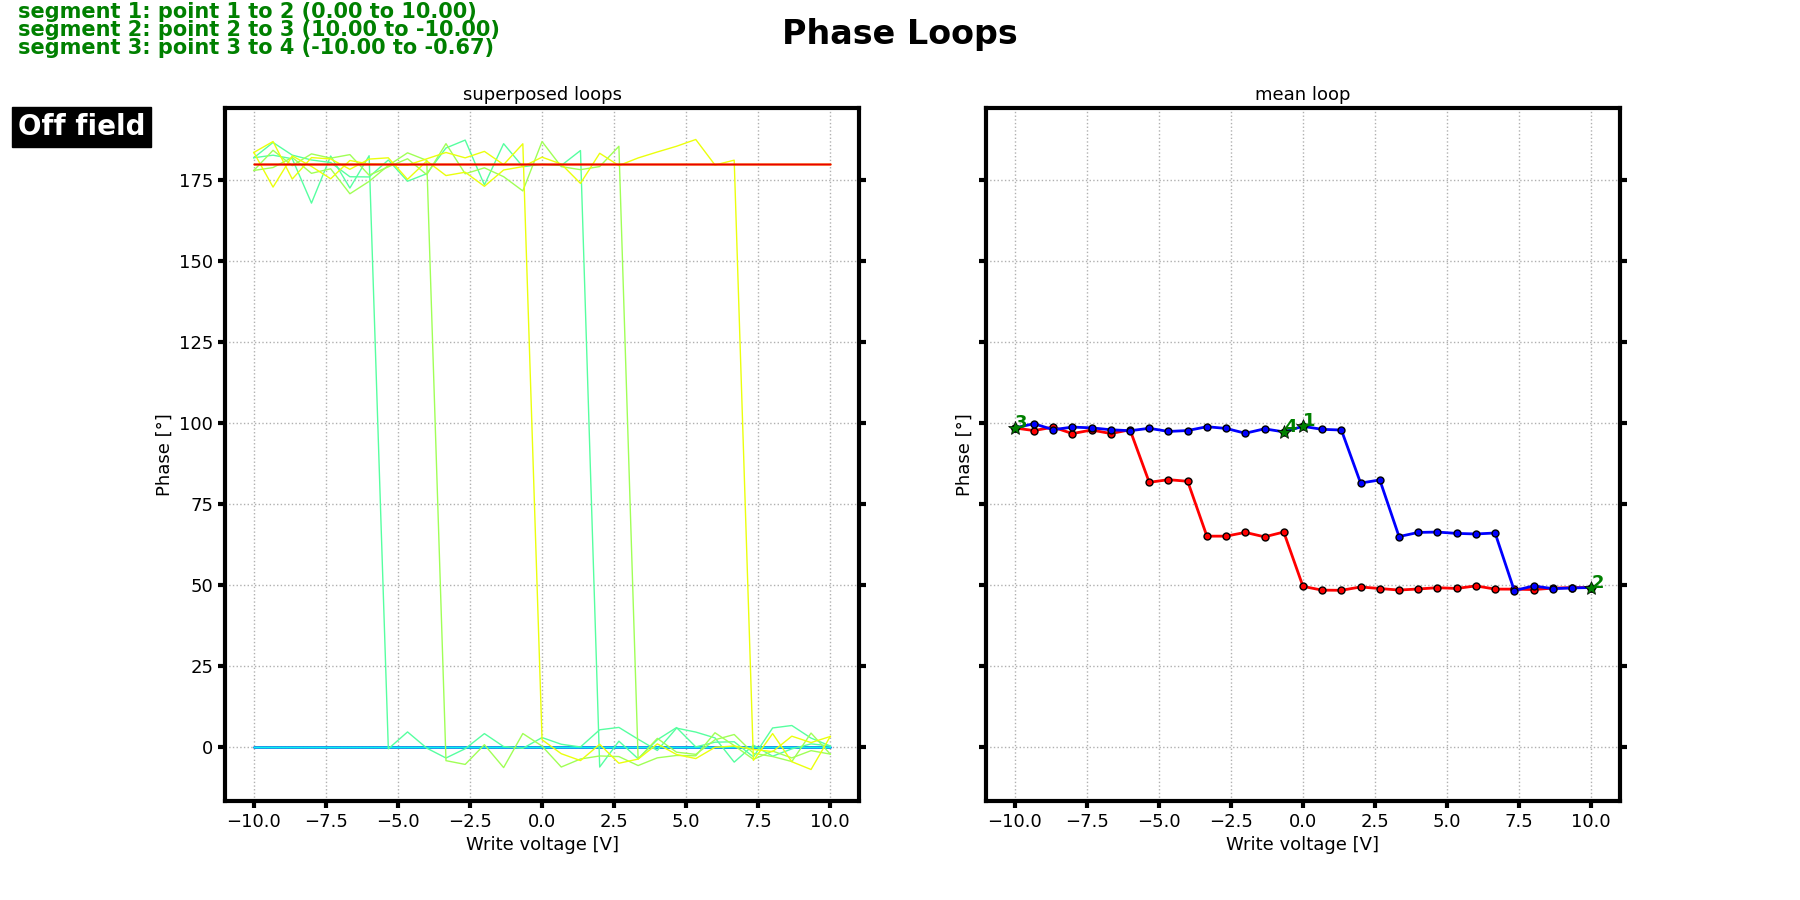 segment 1: point 1 to 2 (0.00 to 10.00)
segment 2: point 2 to 3 (10.00 to -10.00)
segment 3: point 3 to 4 (-10.00 to -0.67)
Phase Loops
Off field
superposed loops
175
150
125
100
75
50
25
0
Phase [°]
−10.0 −7.5 −5.0 −2.5 0.0 2.5 5.0 7.5 10.0
Write voltage [V]
mean loop
Phase [°]
3
4
1
2
−10.0 −7.5 −5.0 −2.5 0.0 2.5 5.0 7.5 10.0
Write voltage [V]